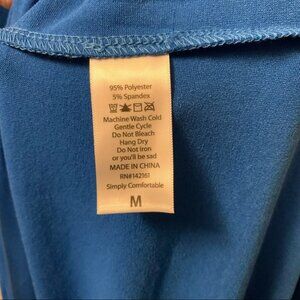 95% Polyester
5% Spandex
Machine Wash Cold
Gentle Cycle
Do Not Bleach
Hang Dry
Do Not iron
or you'll be sad
MADE IN CHINA
RN#142161
Simply Comfortable
M